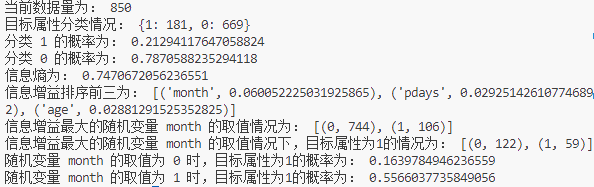 当前数据量为： 850
目标属性分类情况： {1: 181, 0: 669}
分类 1 的概率为： 0.21294117647058824
分类 0 的概率为： 0.7870588235294118
信息熵为： 0.7470672056236551
信息增益排序前三为： [('month', 0.060052225031925865), ('pdays', 0.02925142610774689
2), ('age', 0.02881291525352825)]
信息增益最大的随机变量 month 的取值情况为： [(0, 744), (1, 106)]
信息增益最大的随机变量 month 的取值情况下，目标属性为1的情况为： [(0, 122), (1, 59)]
随机变量 month 的取值为 0 时，目标属性为1的概率为： 0.1639784946236559
随机变量 month 的取值为 1 时，目标属性为1的概率为： 0.5566037735849056